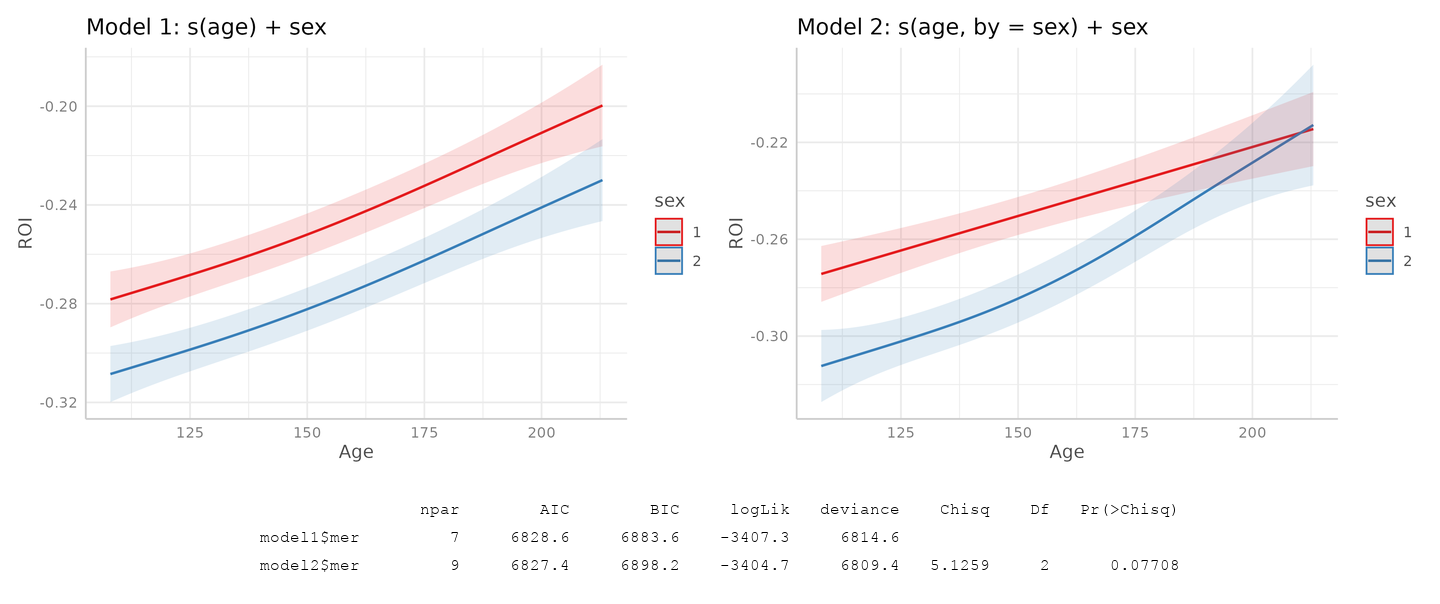 Model 1: s(age) + sex
-0.20
-0.24
-0.28
-0.32
ROI
125 150 175 200
Age
sex
1
2
Model 2: s(age, by = sex) + sex
-0.22
-0.26
-0.30
ROI
125 150 175 200
Age
sex
1
2
npar AIC BIC logLik deviance Chisq Df Pr(>Chisq)
model1$mer 7 6828.6 6883.6 -3407.3 6814.6
model2$mer 9 6827.4 6898.2 -3404.7 6809.4 5.1259 2 0.07708